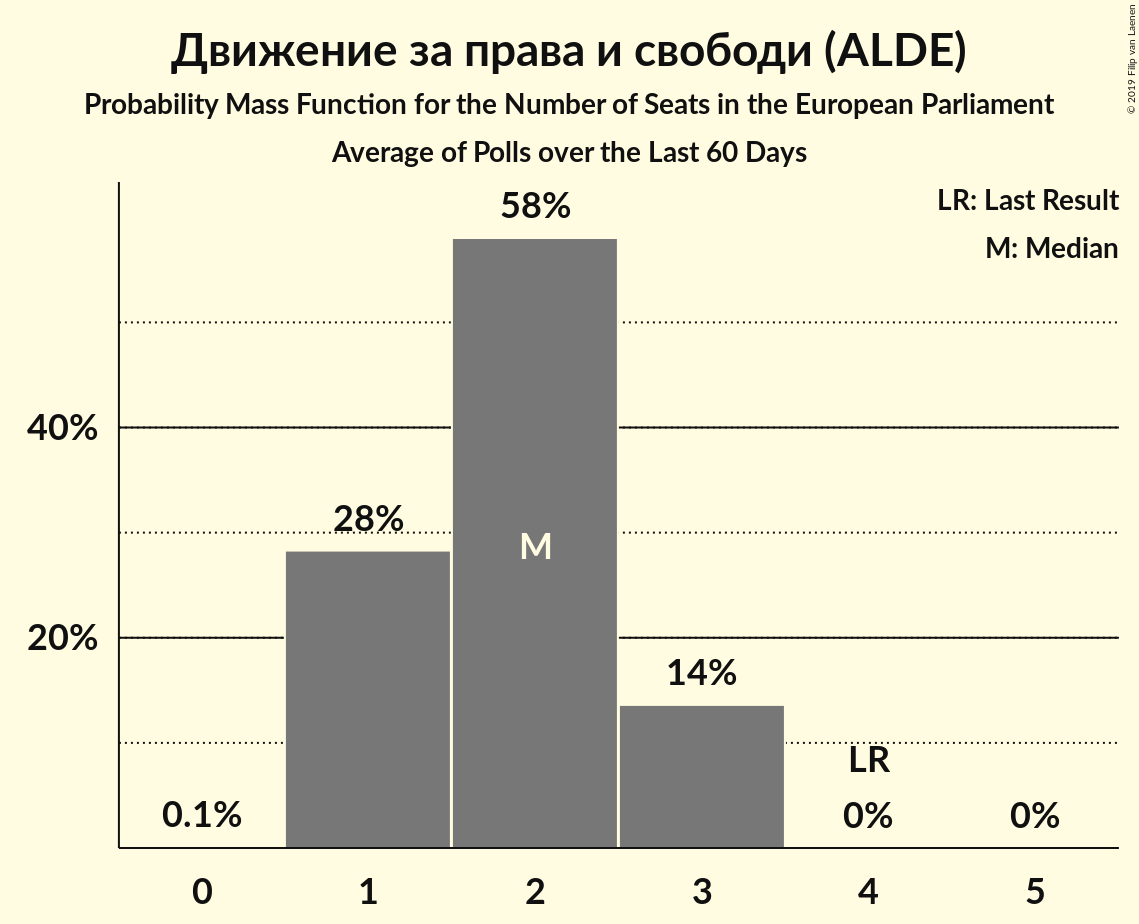 Движение за права и свободи (ALDE)
Probability Mass Function for the Number of Seats in the European Parliament
Average of Polls over the Last 60 Days
© 2019 Filip van Laenen
LR: Last Result
M: Median
58%
40%
28%
M
20%
14%
LR
0.1%
0%
0%
0 1 2 3 4 5